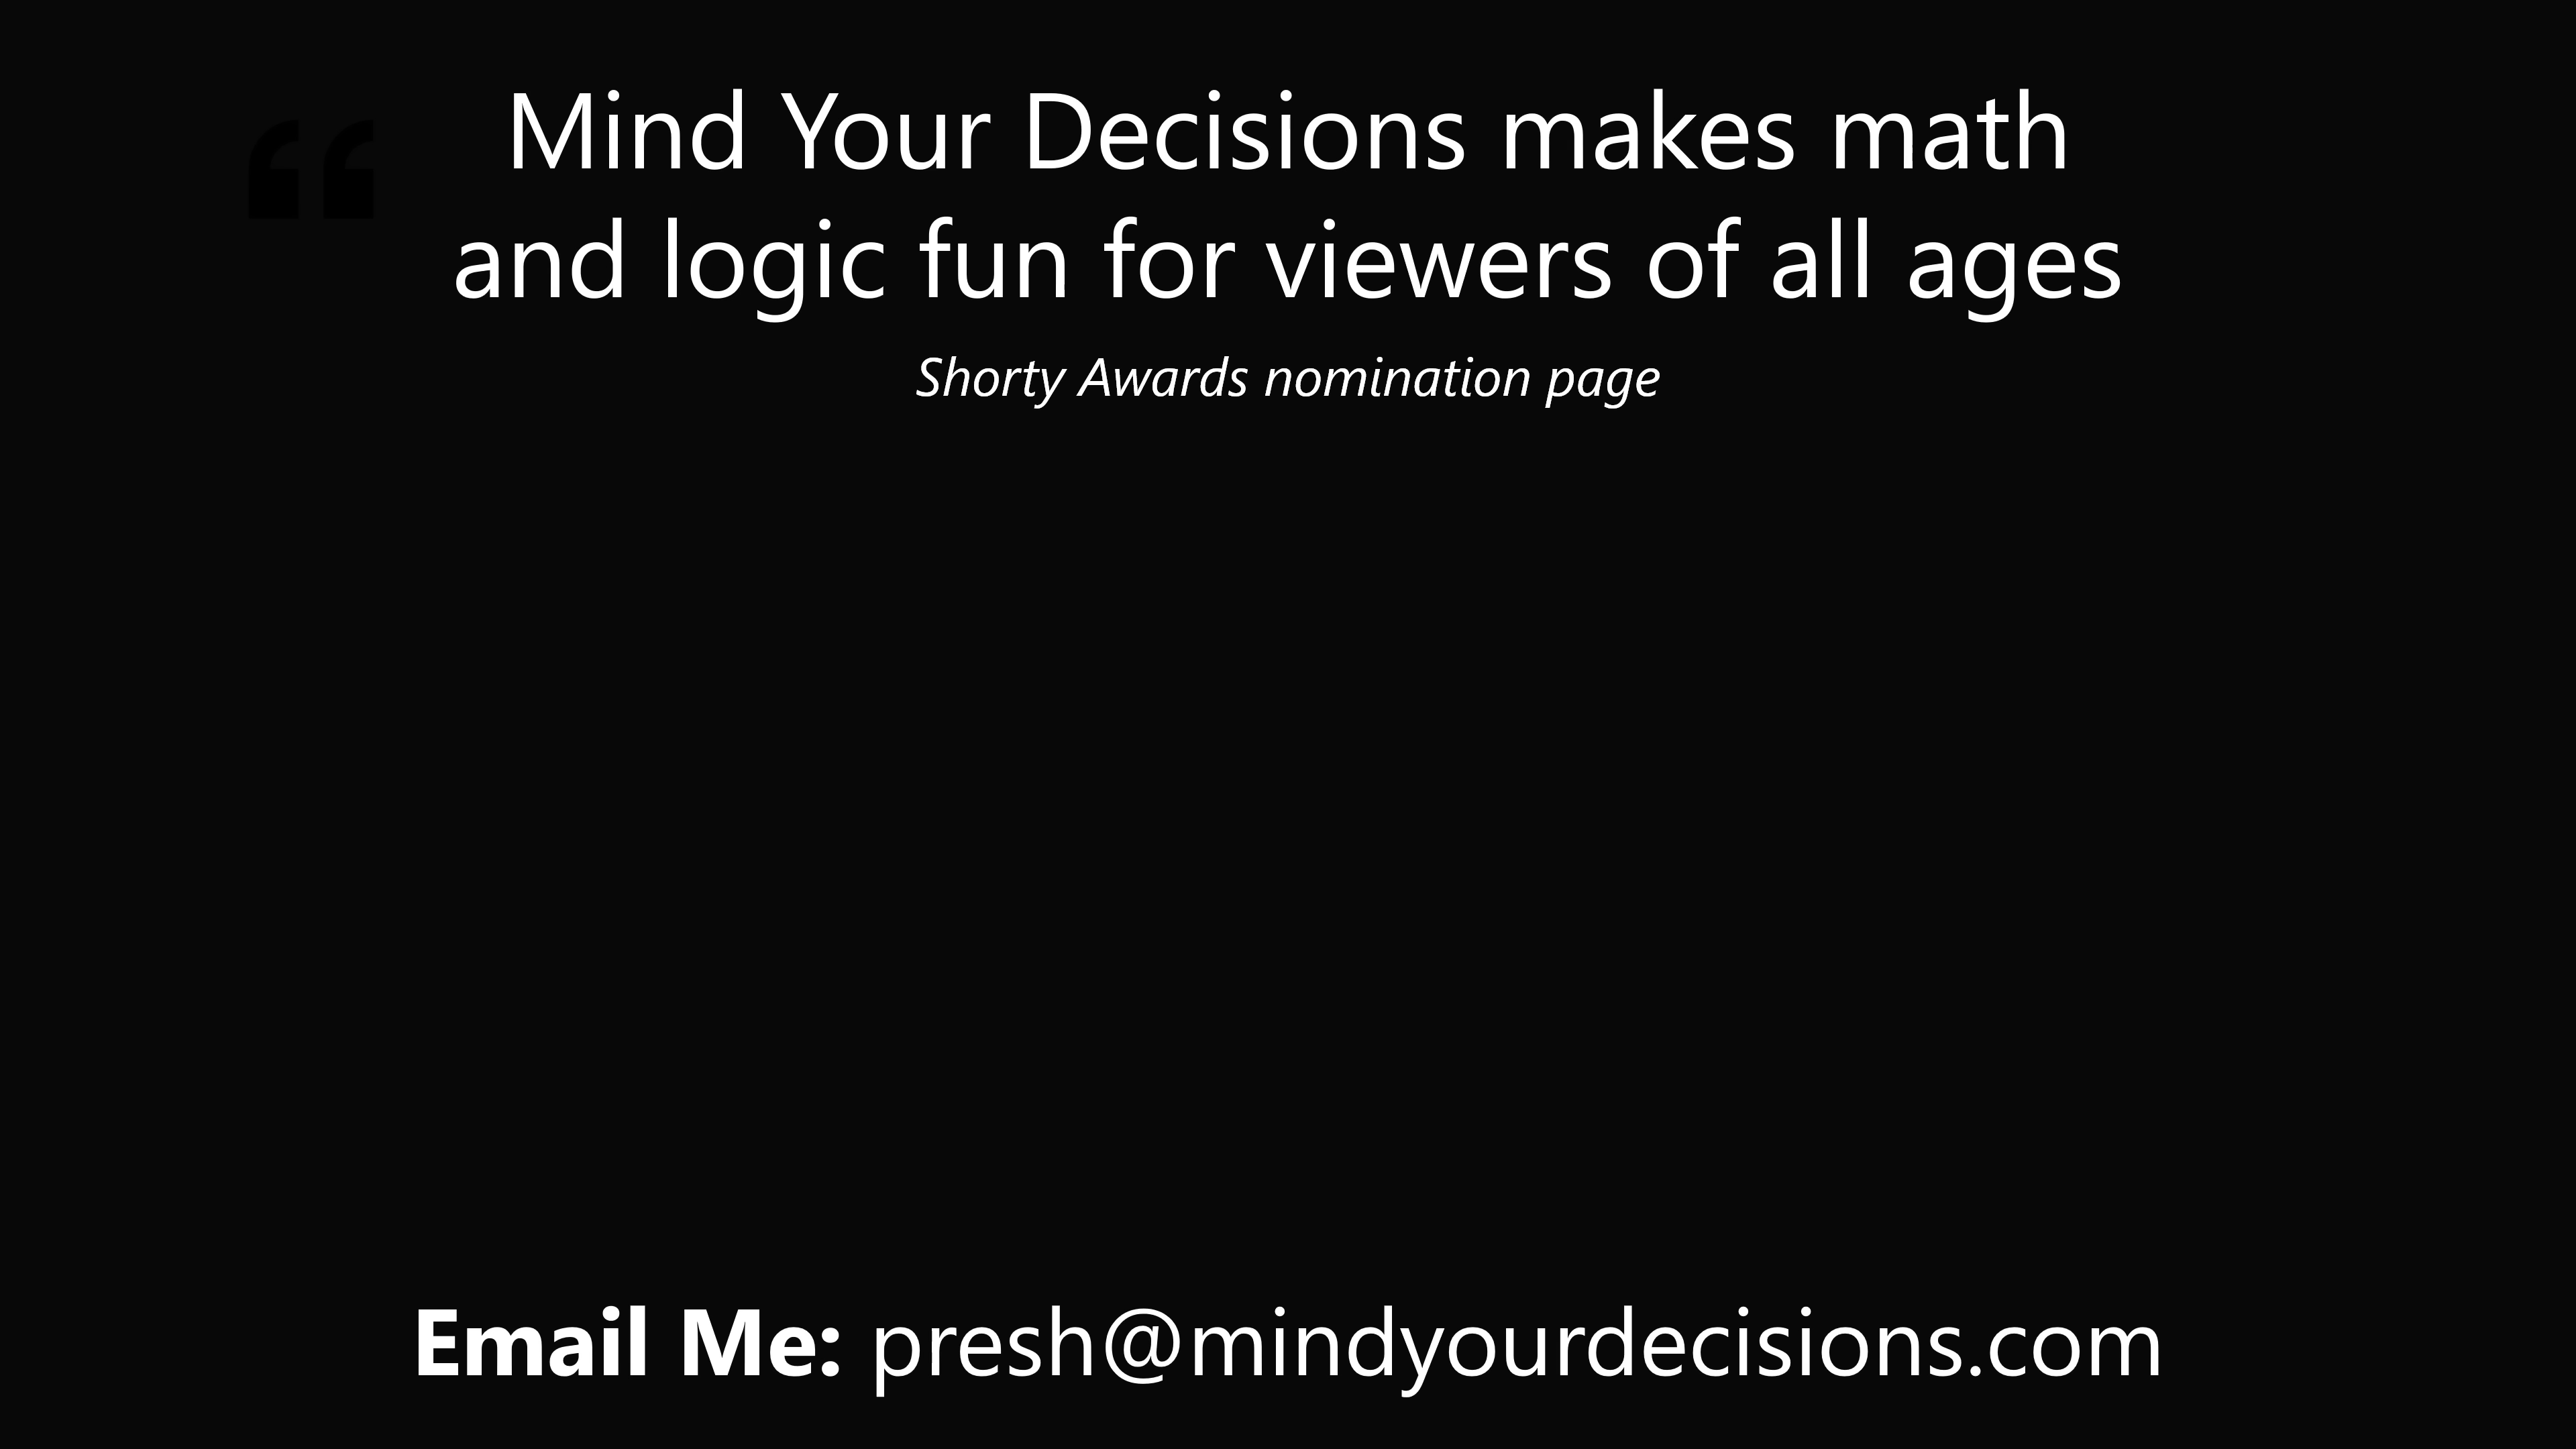 “ Mind Your Decisions makes math
and logic fun for viewers of all ages
Shorty Awards nomination page
Email Me: presh@mindyourdecisions.com